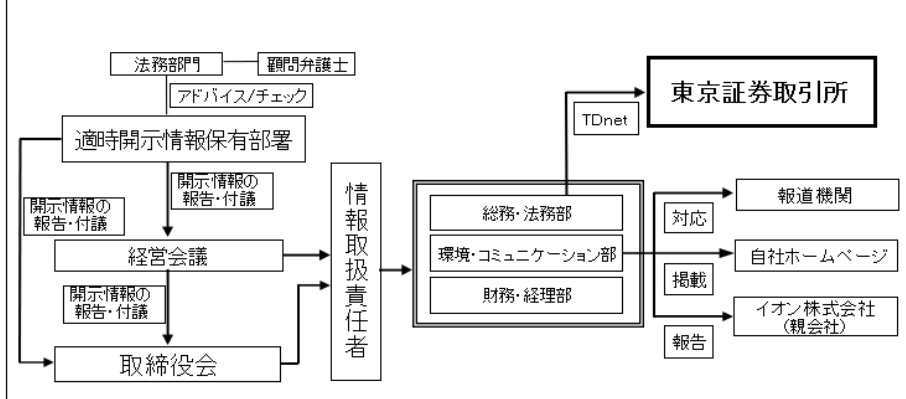 法務部門
顧問弁護士
アドバイス/チェック
東京証券取引所
TDnet
適時開示情報保有部署
開示情報の
報告・付議
開示情報の
報告・付議
情報取扱責任者
総務・法務部
環境・コミュニケーション部
財務・経理部
報道機関
対応
経営会議
自社ホームページ
掲載
開示情報の
報告・付議
イオン株式会社
(親会社)
報告
取締役会